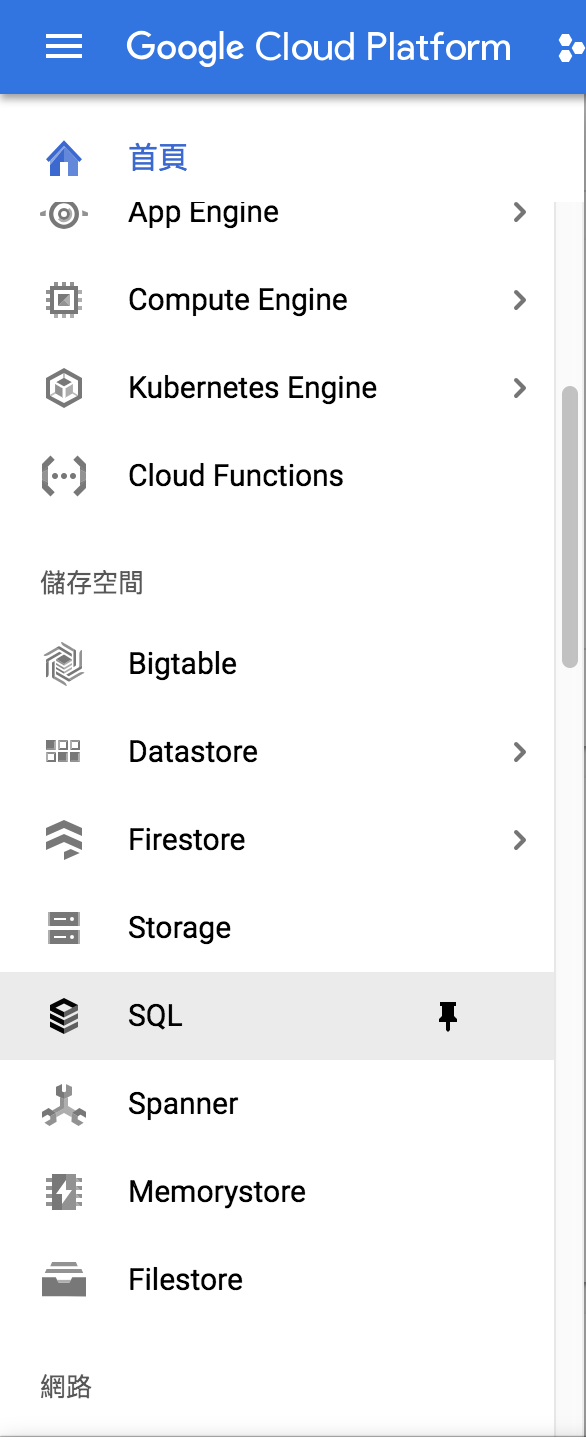 Google Cloud Platform
首頁
App Engine
Compute Engine
Kubernetes Engine
Cloud Functions
儲存空間
Bigtable
Datastore
Firestore
Storage
SQL
Spanner
Memorystore
Filestore
網路